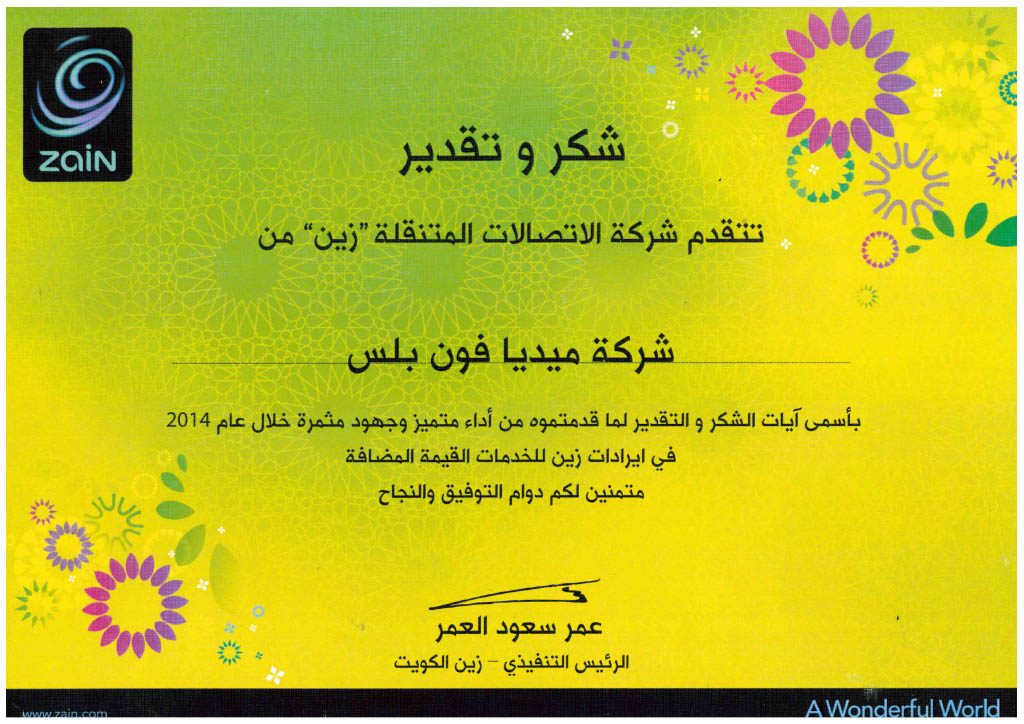 zain
شكر و تقدير
تتقدم شركة الاتصالات المتنقلة "زين" من
شركة ميديا فون بلس
بأسمى آيات الشكر و التقدير لما قدمتموه من أداء متميز وجهود مثمرة خلال عام 2014
في ايرادات زين للخدمات القيمة المضافة
متمنين لكم دوام التوفيق والنجاح
عمر سعود العمر
الرئيس التنفيذي – زين الكويت
www.zain.com
A Wonderful World